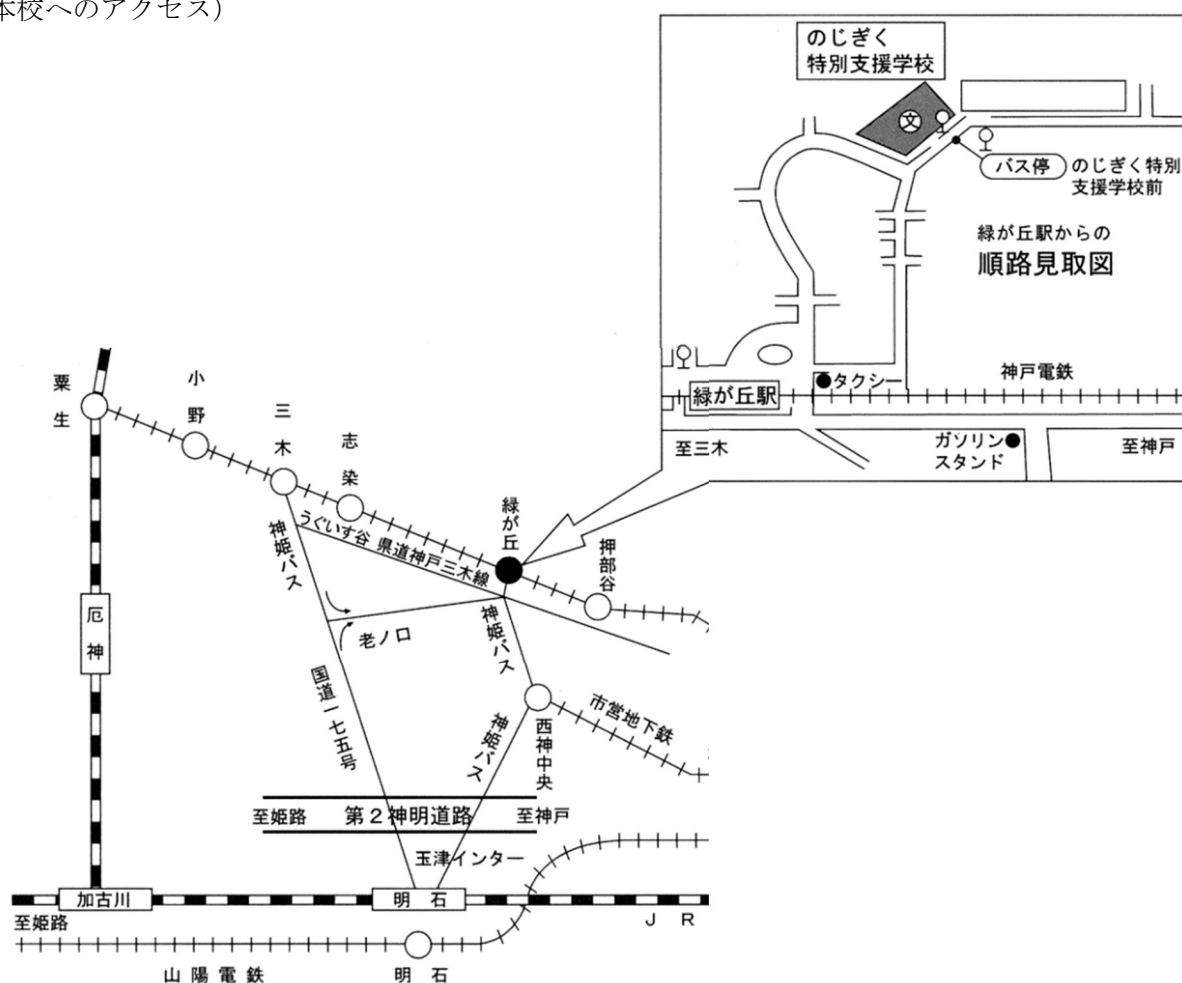 本校へのアクセス）
のじぎく
特別支援学校
文
バス停
のじぎく特別
支援学校前
緑が丘駅からの
順路見取図
タクシー
神戸電鉄
緑が丘駅
至三木
ガソリン
スタンド
至神戸
粟生
小野
三木
志染
緑が丘
押部谷
うぐいす谷 県道神戸三木線
神姫バス
老ノ口
神姫バス
厄神
国道一七五号
神姫バス
西神中央
市営地下鉄
至姫路
第2神明道路
至神戸
玉津インター
加古川
明石
至姫路
JR
山陽電鉄
明石